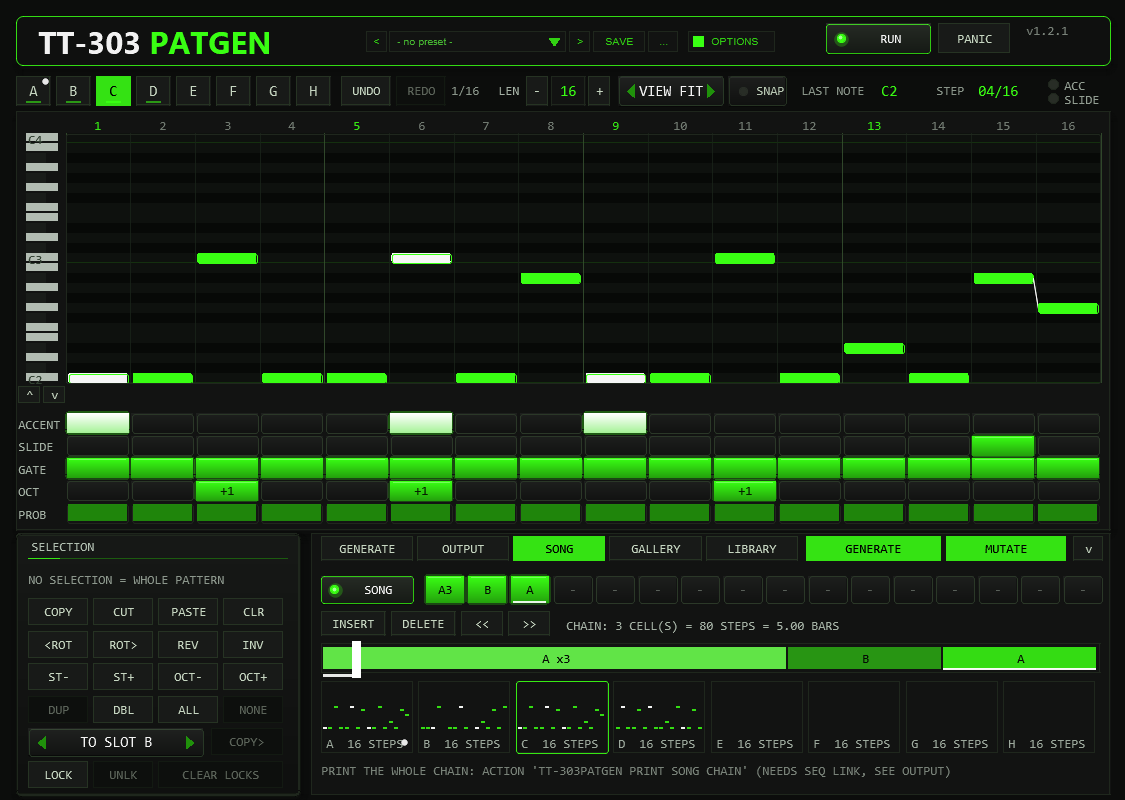 TT-303 PATGEN < - no preset - > SAVE ... OPTIONS RUN PANIC v1.2.1
A B C D E F G H UNDO REDO 1/16 LEN - 16 + VIEW FIT SNAP LAST NOTE C2 STEP 04/16 ACC
SLIDE
1 2 3 4 5 6 7 8 9 10 11 12 13 14 15 16
C4
C3
C2
^ v
ACCENT
SLIDE
GATE
OCT +1 +1 +1
PROB
SELECTION
NO SELECTION = WHOLE PATTERN
COPY CUT PASTE CLR
<ROT ROT> REV INV
ST- ST+ OCT- OCT+
DUP DBL ALL NONE
TO SLOT B COPY>
LOCK UNLK CLEAR LOCKS
GENERATE OUTPUT SONG GALLERY LIBRARY GENERATE MUTATE v
SONG A3 B A - - - - - - - - - - - - -
INSERT DELETE << >> CHAIN: 3 CELL(S) = 80 STEPS = 5.00 BARS
A x3 B A
A 16 STEPS B 16 STEPS C 16 STEPS D 16 STEPS E 16 STEPS F 16 STEPS G 16 STEPS H 16 STEPS
PRINT THE WHOLE CHAIN: ACTION 'TT-303PATGEN PRINT SONG CHAIN' (NEEDS SEQ LINK, SEE OUTPUT)